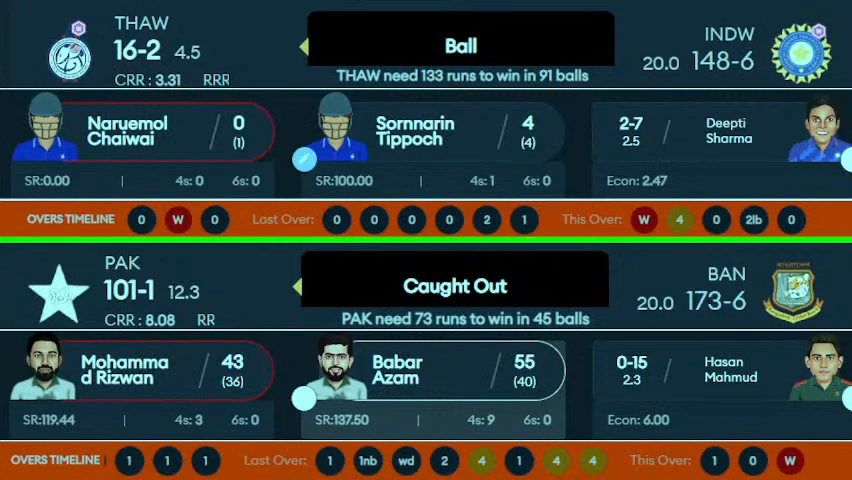 THAW
16-2 4.5
CRR : 3.31 RRR
Ball
THAW need 133 runs to win in 91 balls
INDW
20.0 148-6
Naruemol
Chaiwai
0
(1)
SR:0.00 | 4s: 0 6s: 0
Sornnarin
Tippoch
4
(4)
SR:100.00 | 4s: 1 6s: 0
2-7
2.5
Deepti
Sharma
Econ: 2.47
OVERS TIMELINE 0 W 0 Last Over: 0 0 0 0 2 1 This Over: W 4 0 2lb 0
PAK
101-1 12.3
CRR : 8.08 RR
Caught Out
PAK need 73 runs to win in 45 balls
BAN
20.0 173-6
Mohamma
d Rizwan
43
(36)
SR:119.44 | 4s: 3 6s: 0
Babar
Azam
55
(40)
SR:137.50 | 4s: 9 6s: 0
0-15
2.3
Hasan
Mahmud
Econ: 6.00
OVERS TIMELINE 1 1 1 Last Over: 1 1nb wd 2 4 1 4 4 This Over: 1 0 W